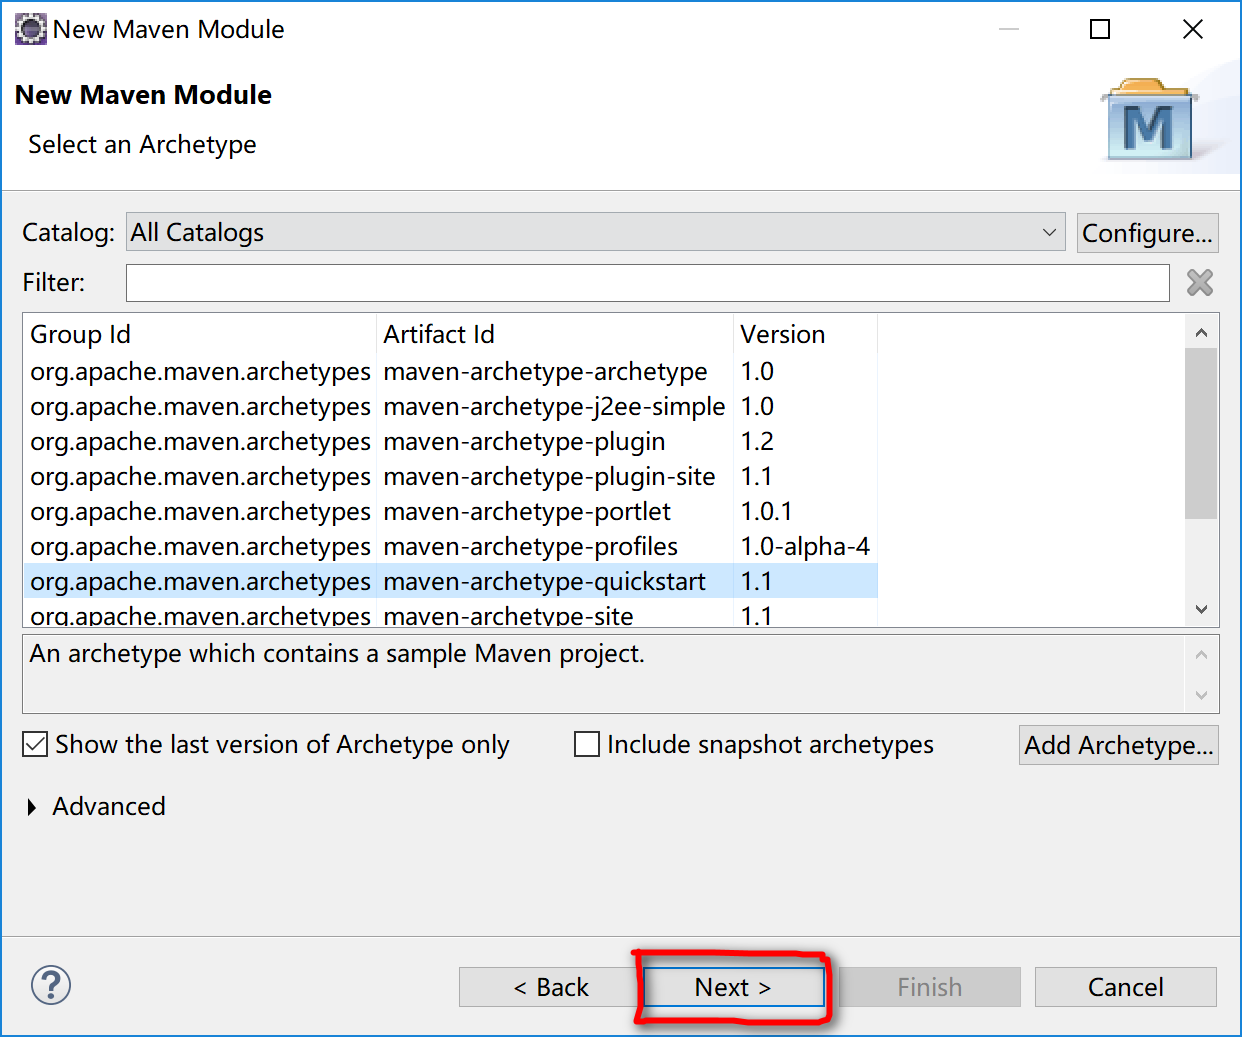 New Maven Module
New Maven Module
Select an Archetype
M
Catalog: All Catalogs Configure...
Filter:
Group Id Artifact Id Version
org.apache.maven.archetypes maven-archetype-archetype 1.0
org.apache.maven.archetypes maven-archetype-j2ee-simple 1.0
org.apache.maven.archetypes maven-archetype-plugin 1.2
org.apache.maven.archetypes maven-archetype-plugin-site 1.1
org.apache.maven.archetypes maven-archetype-portlet 1.0.1
org.apache.maven.archetypes maven-archetype-profiles 1.0-alpha-4
org.apache.maven.archetypes maven-archetype-quickstart 1.1
org.apache.maven.archetypes maven-archetype-site 1.1
An archetype which contains a sample Maven project.
Show the last version of Archetype only Include snapshot archetypes Add Archetype...
Advanced
? < Back Next > Finish Cancel